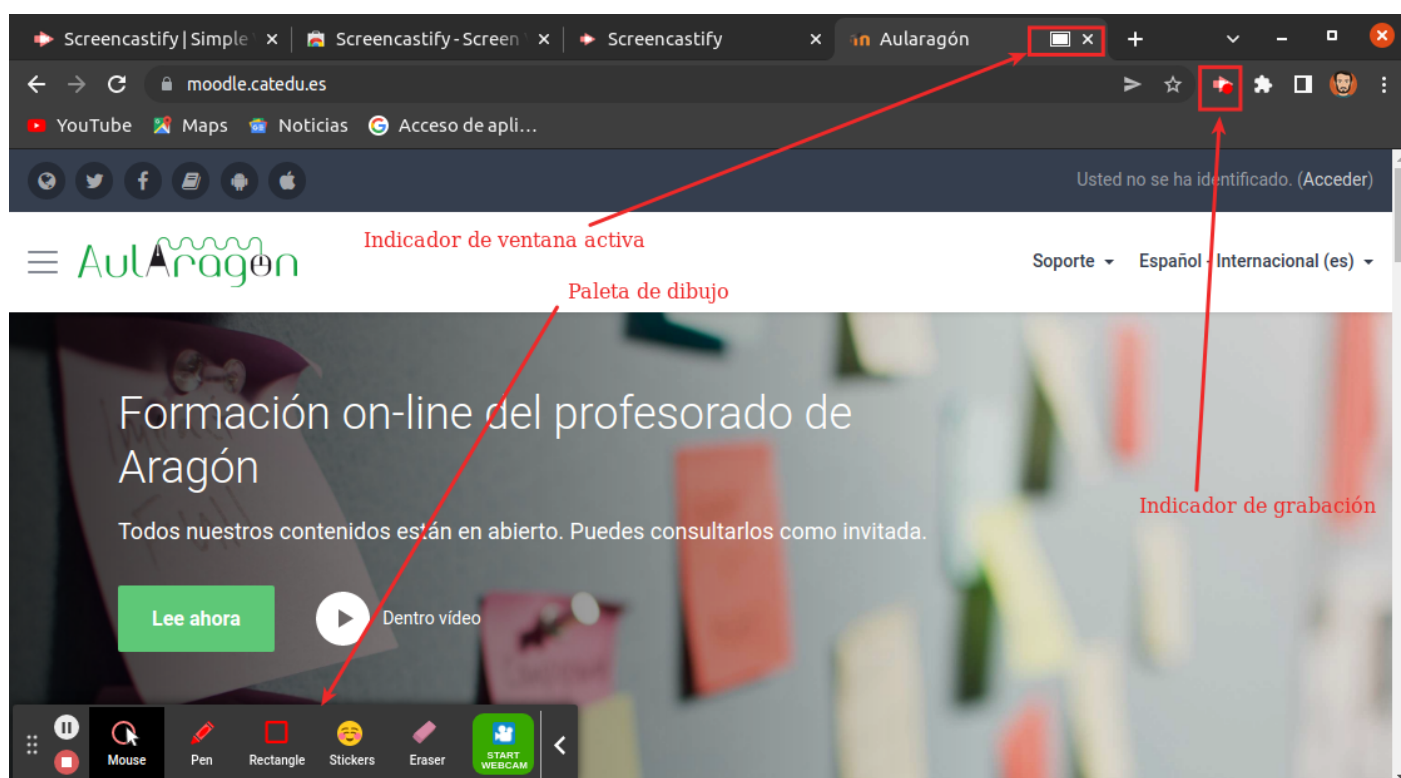 Screencastify | Simple
Screencastify - Screen
Screencastify
Aularagón
moodle.catedu.es
YouTube Maps Noticias Acceso de apli...
Usted no se ha identificado. (Acceder)
AulAragón
Indicador de ventana activa
Soporte
Español - Internacional (es)
Paleta de dibujo
Formación on-line del profesorado de
Aragón
Indicador de grabación
Todos nuestros contenidos están en abierto. Puedes consultarlos como invitada.
Lee ahora
Dentro vídeo
Mouse Pen Rectangle Stickers Eraser START
WEBCAM